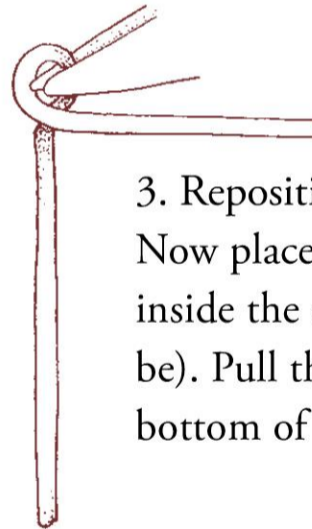 3. Repositi
Now place
inside the
be). Pull th
bottom of